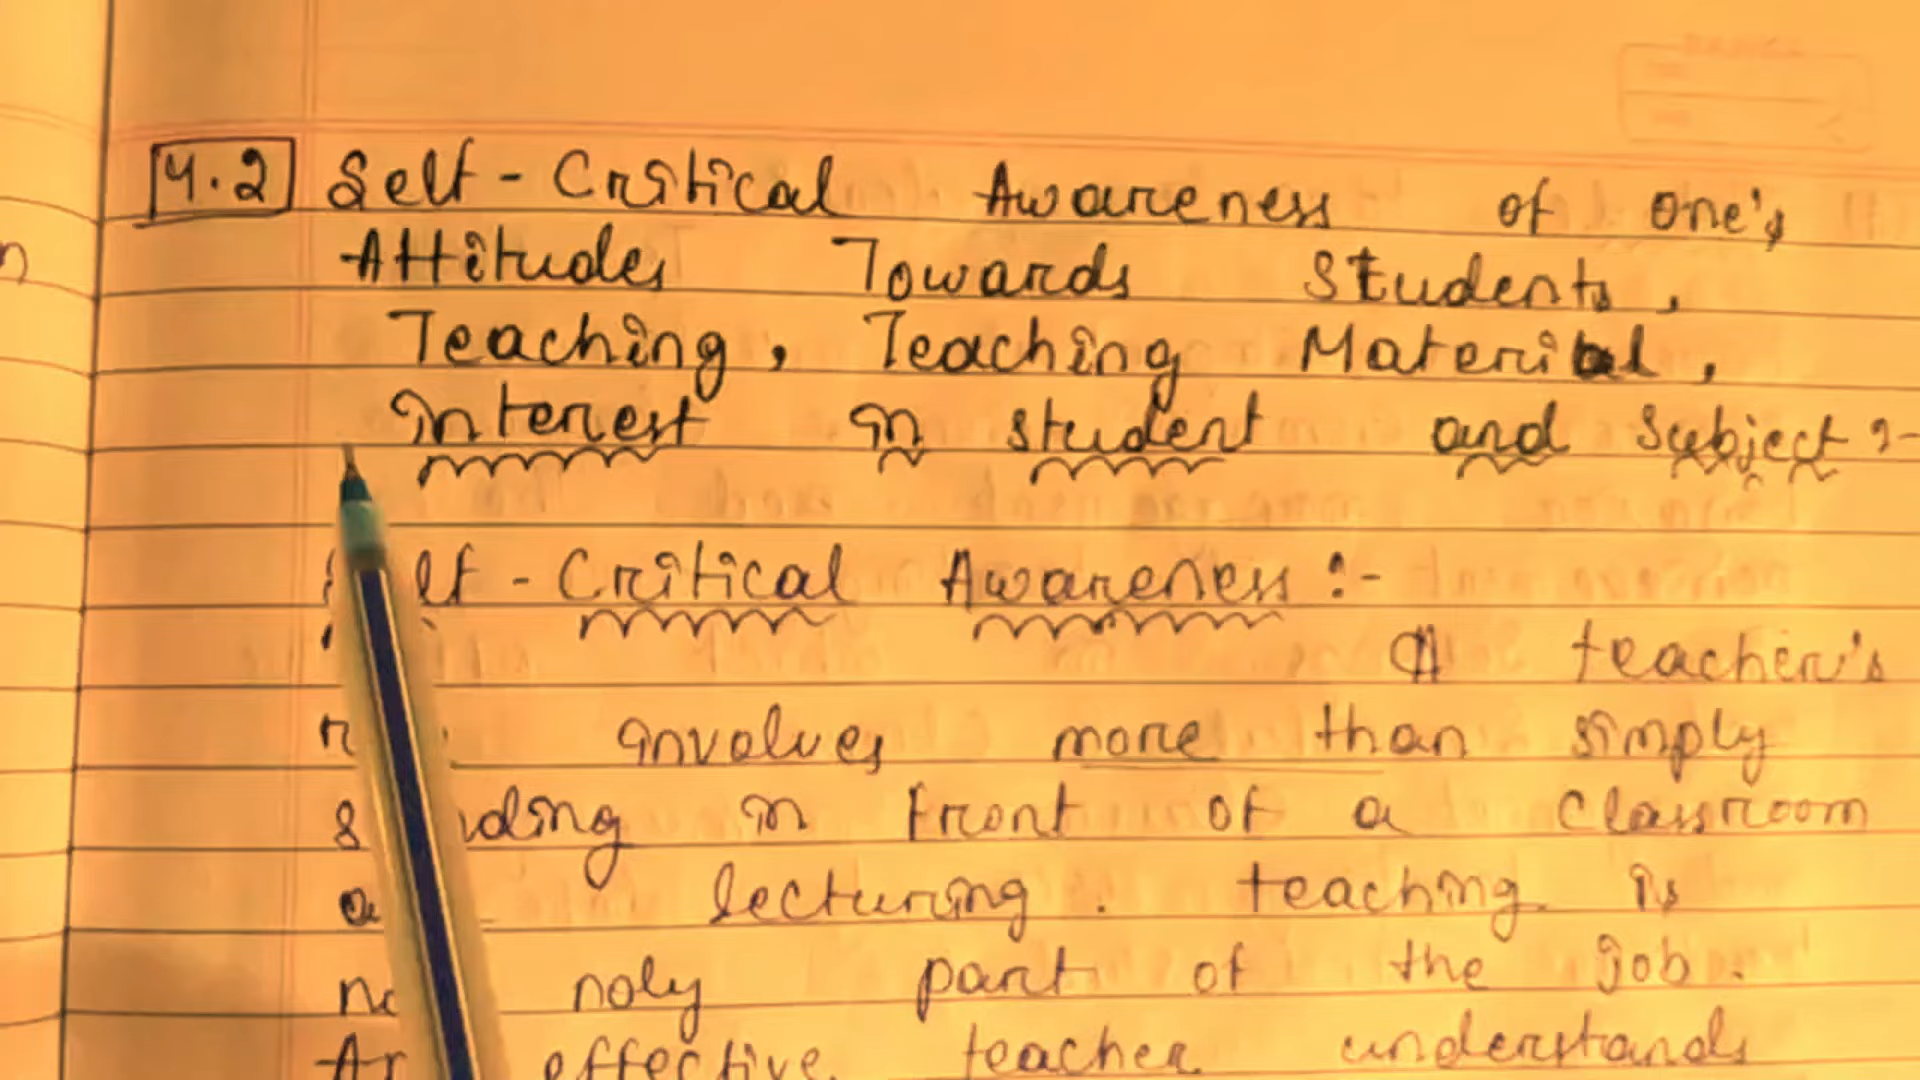 n
4.2 Self - Critical Awareness of one's
Attitudes Towards Students,
Teaching, Teaching Material,
interest in student and subject :-
Critical Awareness :-
A teacher's
involves more than simply
in front of a classroom
lecturing. teaching is
noly part of the job.
effective teacher understands